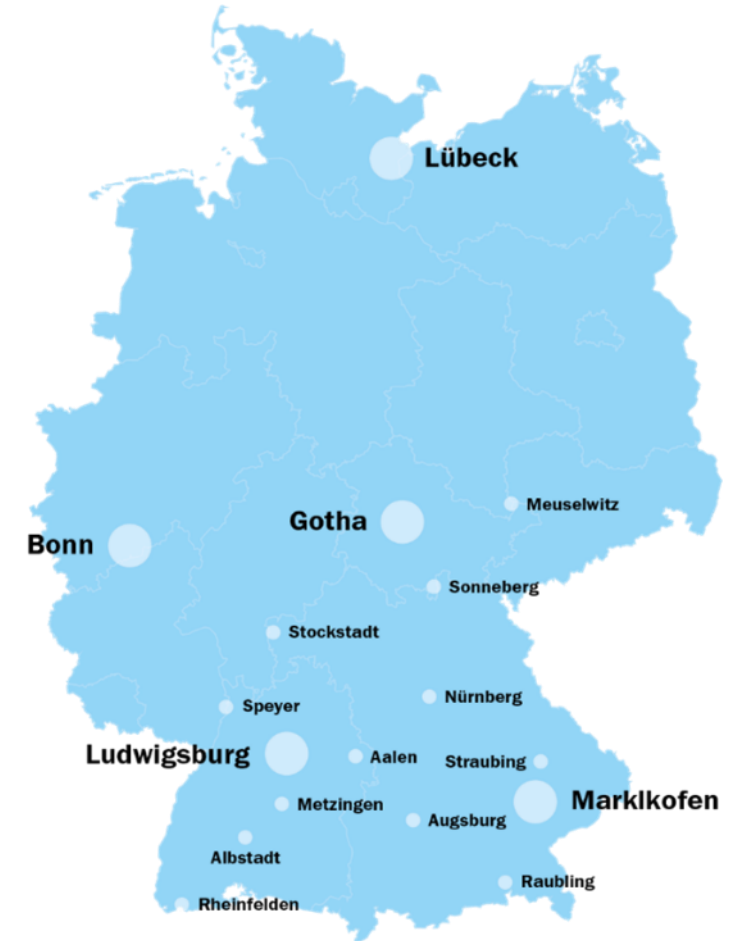 Lübeck
Meuselwitz
Gotha
Bonn
Sonneberg
Stockstadt
Nürnberg
Speyer
Ludwigsburg
Aalen
Straubing
Marklkofen
Metzingen
Augsburg
Albstadt
Raubling
Rheinfelden